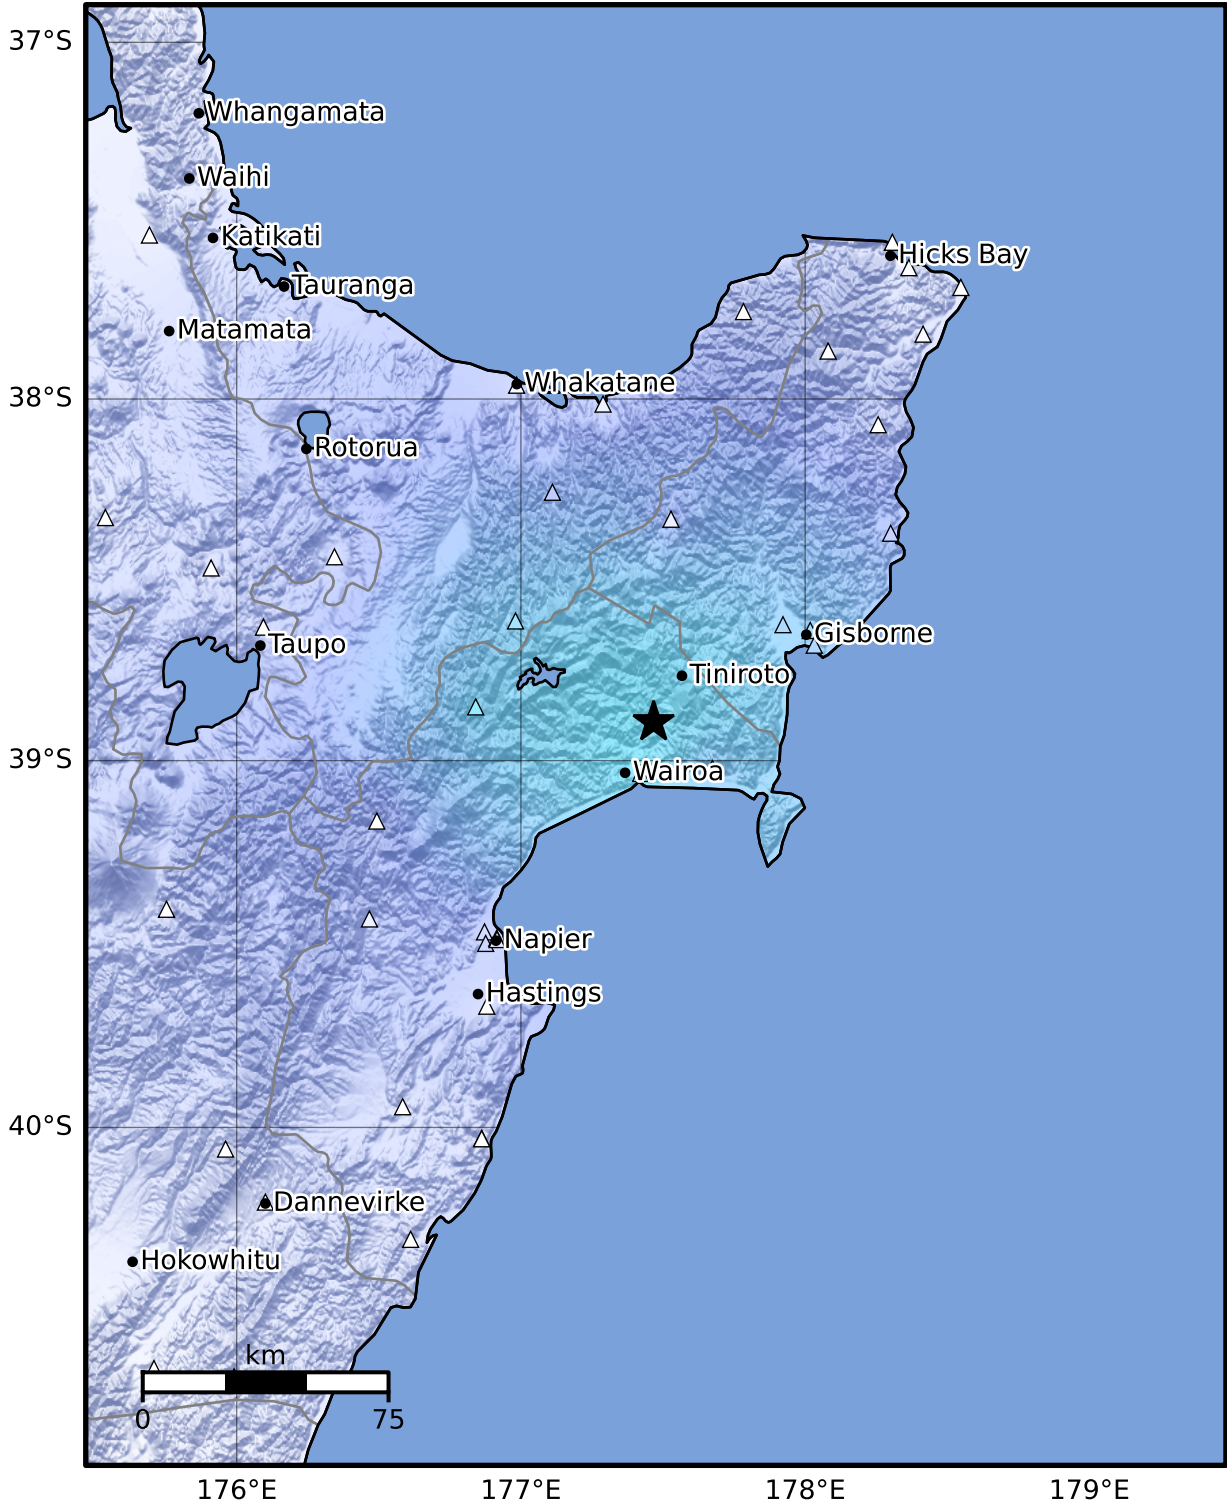 37°S
Whangamata
Waihi
Katikati
Hicks Bay
Tauranga
Matamata
Whakatane
38°S
Rotorua
Gisborne
Taupo
Tiniroto
39°S
Wairoa
Napier
Hastings
40°S
Dannevirke
Hokowhitu
km
0 75
176°E 177°E 178°E 179°E